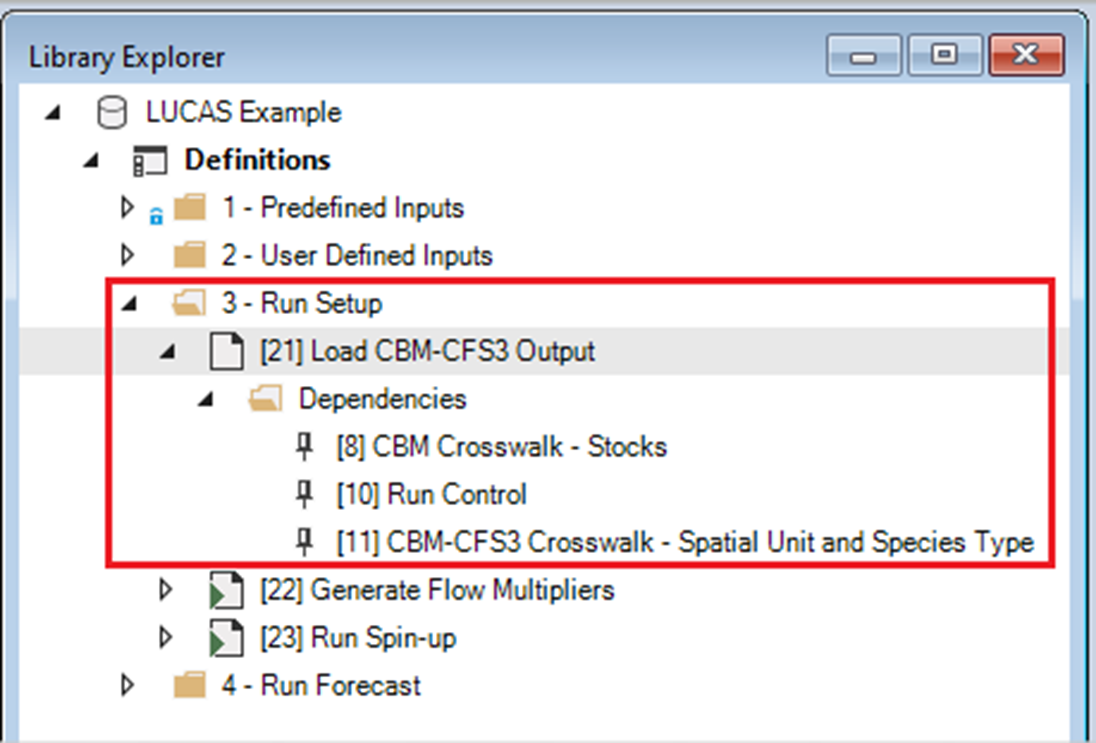 Library Explorer
LUCAS Example
Definitions
1 - Predefined Inputs
2 - User Defined Inputs
3 - Run Setup
[21] Load CBM-CFS3 Output
Dependencies
[8] CBM Crosswalk - Stocks
[10] Run Control
[11] CBM-CFS3 Crosswalk - Spatial Unit and Species Type
[22] Generate Flow Multipliers
[23] Run Spin-up
4 - Run Forecast